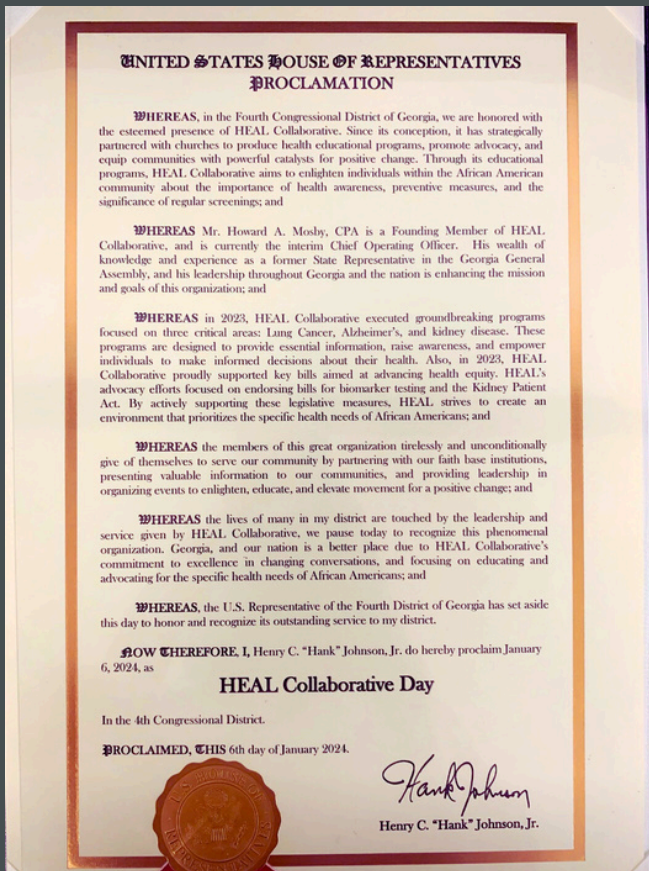 UNITED STATES HOUSE OF REPRESENTATIVES
PROCLAMATION
WHEREAS, in the Fourth Congressional District of Georgia, we are honored with
the esteemed presence of HEAL Collaborative. Since its conception, it has strategically
partnered with churches to produce health educational programs, promote advocacy, and
equip communities with powerful catalysts for positive change. Through its educational
programs, HEAL Collaborative aims to enlighten individuals within the African American
community about the importance of health awareness, preventive measures, and the
significance of regular screenings; and
WHEREAS Mr. Howard A. Mosby, CPA is a Founding Member of HEAL
Collaborative, and is currently the interim Chief Operating Officer. His wealth of
knowledge and experience as a former State Representative in the Georgia General
Assembly, and his leadership throughout Georgia and the nation is enhancing the mission
and goals of this organization; and
WHEREAS in 2023, HEAL Collaborative executed groundbreaking programs
focused on three critical areas: Lung Cancer, Alzheimer's, and kidney disease. These
programs are designed to provide essential information, raise awareness, and empower
individuals to make informed decisions about their health. Also, in 2023, HEAL
Collaborative proudly supported key bills aimed at advancing health equity. HEAL's
advocacy efforts focused on endorsing bills for biomarker testing and the Kidney Patient
Act. By actively supporting these legislative measures, HEAL strives to create an
environment that prioritizes the specific health needs of African Americans; and
WHEREAS the members of this great organization tirelessly and unconditionally
give of themselves to serve our community by partnering with our faith base institutions,
presenting valuable information to our communities, and providing leadership in
organizing events to enlighten, educate, and elevate movement for a positive change; and
WHEREAS the lives of many in my district are touched by the leadership and
service given by HEAL Collaborative, we pause today to recognize this phenomenal
organization. Georgia, and our nation is a better place due to HEAL Collaborative's
commitment to excellence in changing conversations, and focusing on educating and
advocating for the specific health needs of African Americans; and
WHEREAS, the U.S. Representative of the Fourth District of Georgia has set aside
this day to honor and recognize its outstanding service to my district.
NOW THEREFORE, I, Henry C. "Hank" Johnson, Jr. do hereby proclaim January
6, 2024, as
HEAL Collaborative Day
In the 4th Congressional District.
PROCLAIMED, THIS 6th day of January 2024.
Hank Johnson
Henry C. "Hank" Johnson, Jr.
U.S. HOUSE OF
REPRESENTATIVES